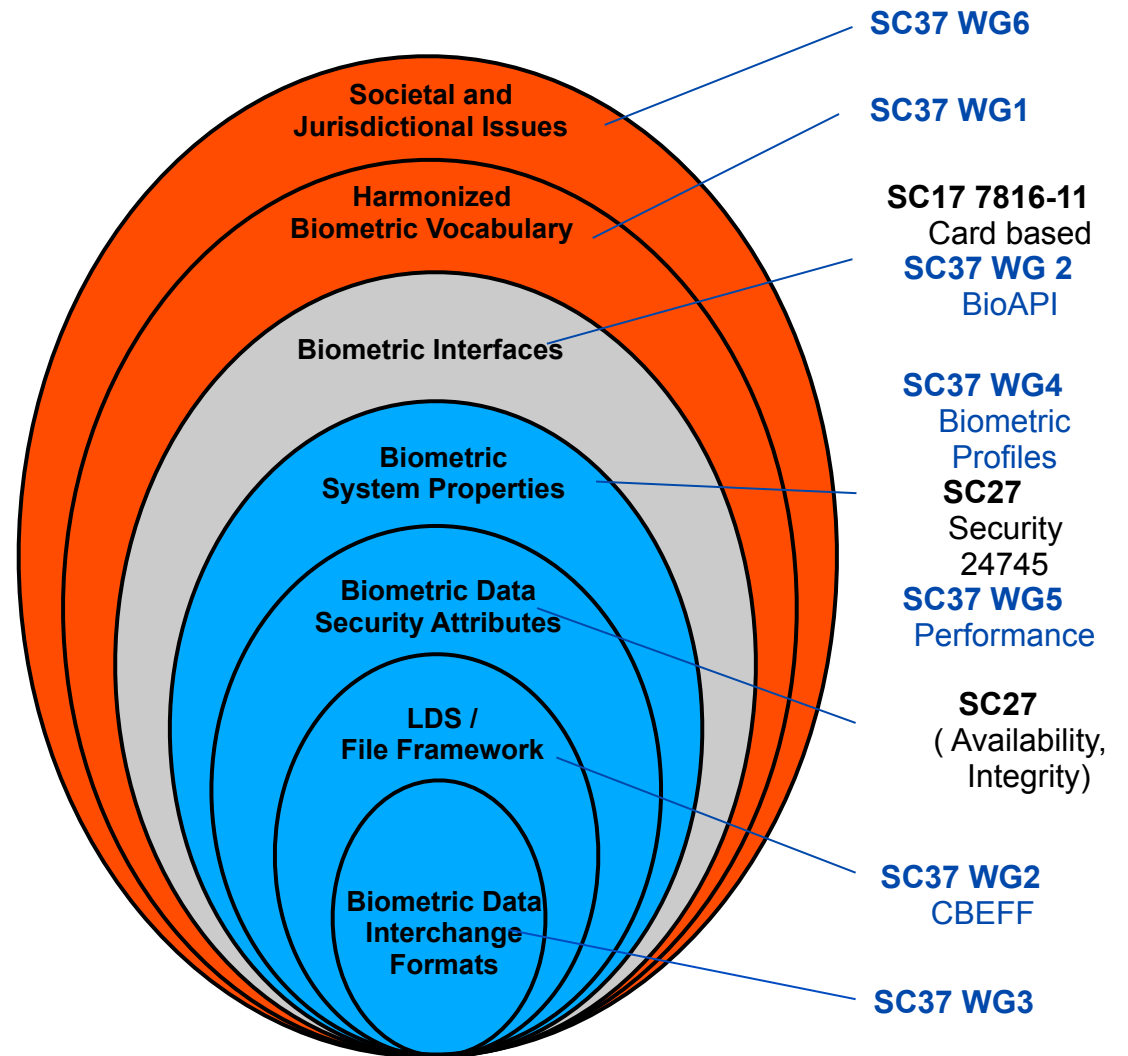 SC37 WG6
Societal and
Jurisdictional Issues
SC37 WG1
Harmonized
Biometric Vocabulary
SC17 7816-11
Card based
SC37 WG 2
BioAPI
Biometric Interfaces
SC37 WG4
Biometric
Profiles
SC27
Security
24745
SC37 WG5
Performance
Biometric
System Properties
Biometric Data
Security Attributes
SC27
( Availability,
Integrity)
LDS /
File Framework
SC37 WG2
CBEFF
Biometric Data
Interchange
Formats
SC37 WG3